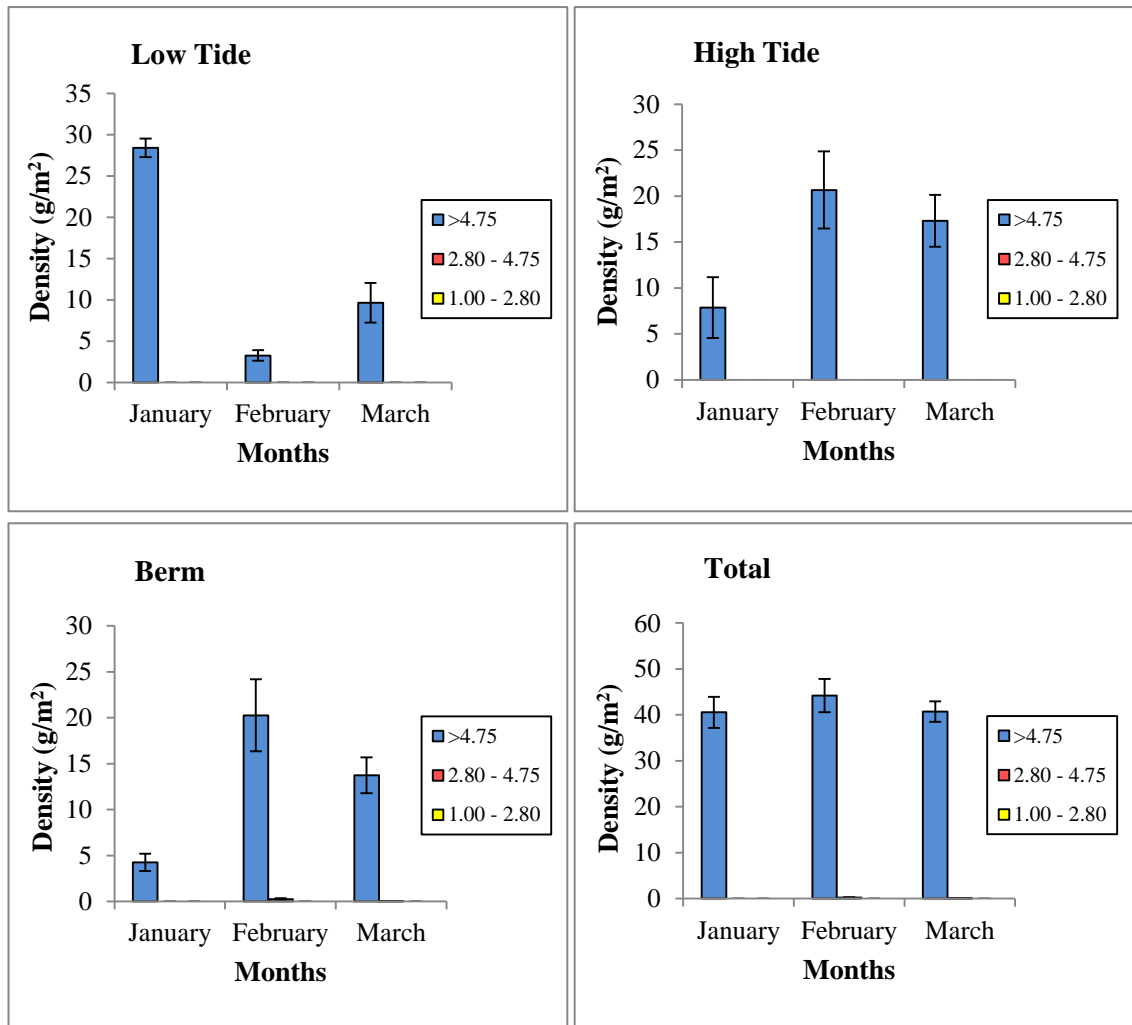 Low Tide
Density (g/m²)
35
30
25
20
15
10
5
0
January February March
Months
>4.75
2.80 - 4.75
1.00 - 2.80
High Tide
Density (g/m²)
30
25
20
15
10
5
0
January February March
Months
>4.75
2.80 - 4.75
1.00 - 2.80
Berm
Density (g/m²)
30
25
20
15
10
5
0
January February March
Months
>4.75
2.80 - 4.75
1.00 - 2.80
Total
Density (g/m²)
60
50
40
30
20
10
0
January February March
Months
>4.75
2.80 - 4.75
1.00 - 2.80